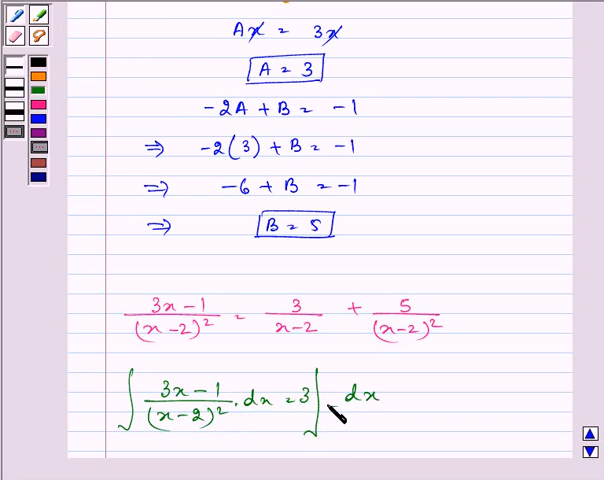 Ax = 3x
A = 3
-2A + B = -1
⇒ -2(3) + B = -1
⇒ -6 + B = -1
⇒ B = 5
(3x-1)/(x-2)² = 3/(x-2) + 5/(x-2)²
∫ (3x-1)/(x-2)² . dx = 3∫ - dx